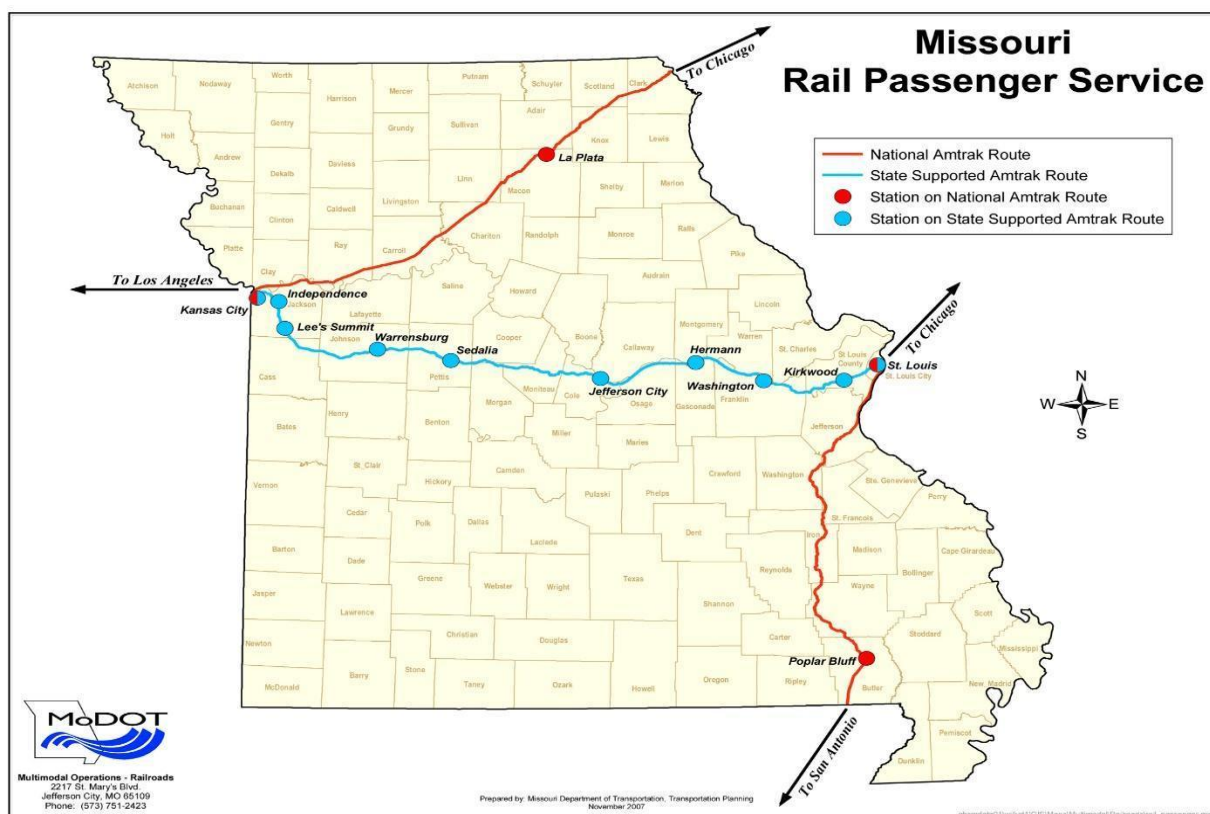 Missouri
Rail Passenger Service
National Amtrak Route
State Supported Amtrak Route
Station on National Amtrak Route
Station on State Supported Amtrak Route
To Chicago
Atchison
Nodaway
Worth
Harrison
Mercer
Putnam
Schuyler
Scotland
Clark
Holt
Gentry
Grundy
Sullivan
Adair
Knox
Lewis
Andrew
Dekalb
Daviess
La Plata
Linn
Macon
Shelby
Marion
Buchanan
Clinton
Caldwell
Livingston
Platte
Ray
Carroll
Chariton
Randolph
Monroe
Ralls
Pike
Clay
Audrain
To Los Angeles
Kansas City
Independence
Jackson
Lafayette
Saline
Howard
Boone
Callaway
Montgomery
Lincoln
Warren
St. Charles
St Louis
County
To Chicago
Lee's Summit
Johnson
Warrensburg
Sedalia
Cooper
Hermann
Kirkwood
St. Louis
St. Louis City
Cass
Pettis
Moniteau
Cole
Jefferson City
Osage
Gasconade
Washington
Franklin
Jefferson
N
W
E
S
Henry
Benton
Morgan
Miller
Maries
Bates
St_Clair
Hickory
Camden
Pulaski
Phelps
Crawford
Washington
Ste. Genevieve
Perry
St. Francois
Vernon
Cedar
Polk
Dallas
Laclede
Dent
Iron
Madison
Cape Girardeau
Bollinger
Barton
Dade
Greene
Webster
Wright
Texas
Reynolds
Wayne
Jasper
Lawrence
Shannon
Scott
Newton
Christian
Douglas
Carter
Stoddard
Mississippi
Poplar Bluff
McDonald
Barry
Stone
Taney
Ozark
Howell
Oregon
Ripley
Butler
New_Madrid
Pemiscot
Dunklin
To San Antonio
MoDOT
Multimodal Operations - Railroads
2217 St. Mary's Blvd.
Jefferson City, MO 65109
Phone: (573) 751-2423
Prepared by: Missouri Department of Transportation, Transportation Planning
November 2007